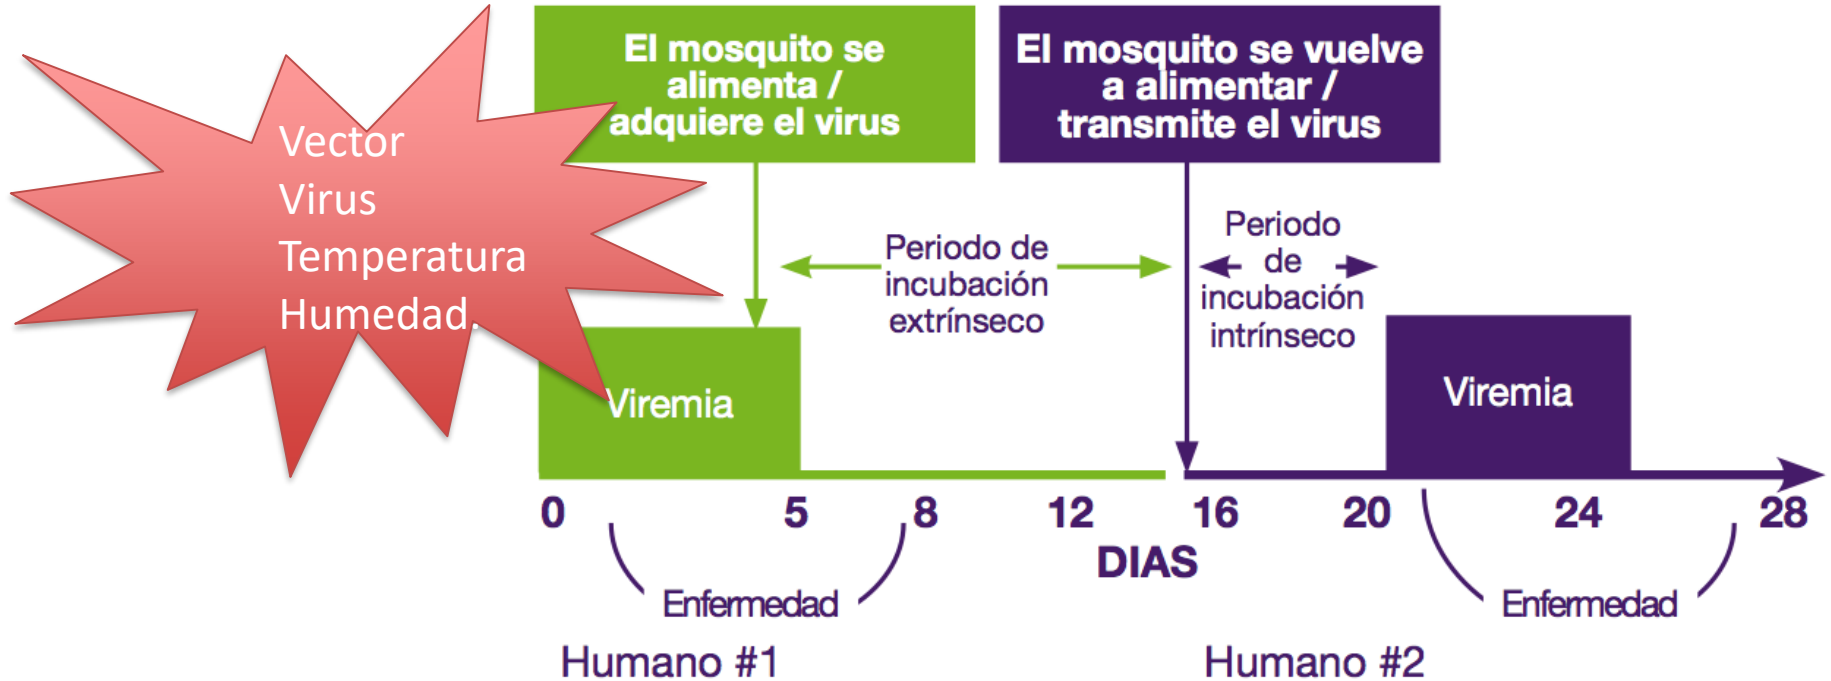 Vector
Virus
Temperatura
Humedad.
El mosquito se
alimenta /
adquiere el virus
El mosquito se vuelve
a alimentar /
transmite el virus
Periodo de
incubación
extrínseco
Periodo
de
incubación
intrínseco
Viremia
Viremia
0 5 8 12 16 20 24 28
DIAS
Enfermedad
Enfermedad
Humano #1
Humano #2